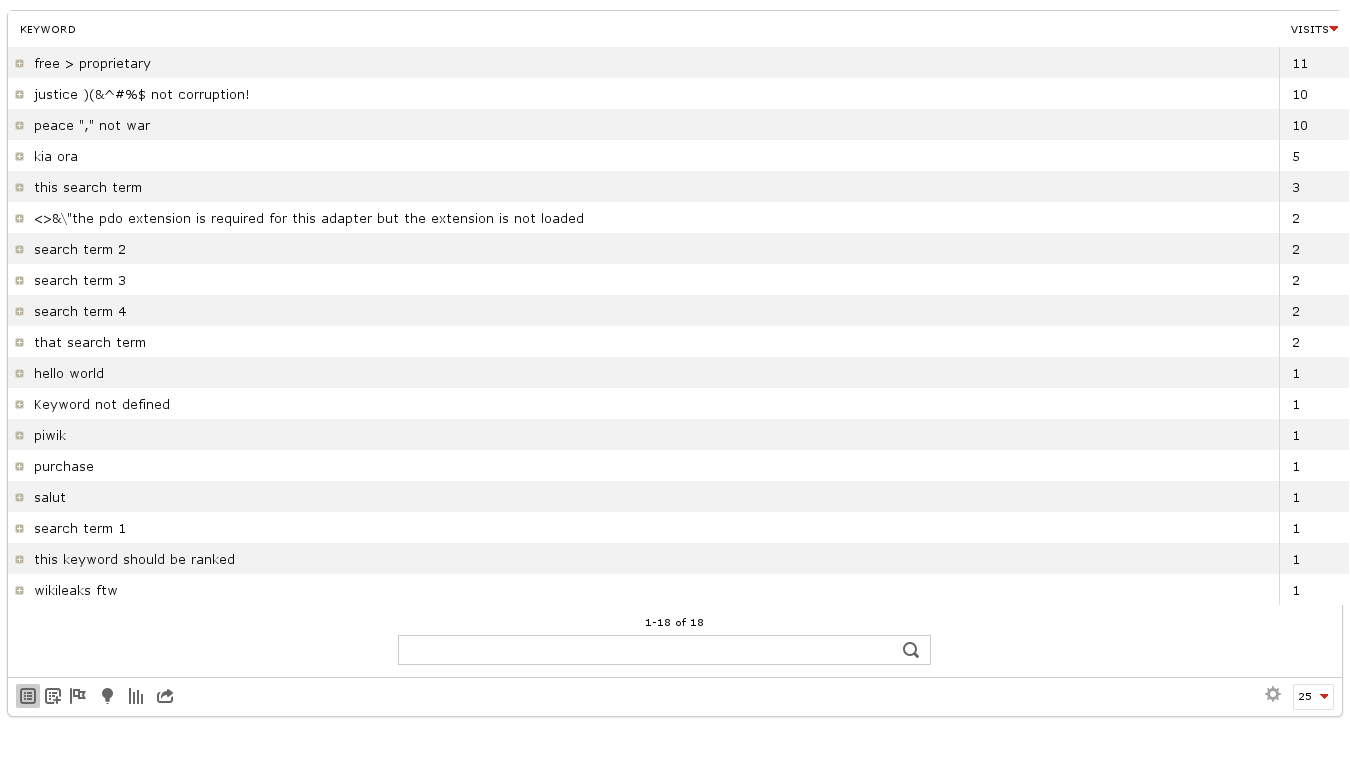 KEYWORD VISITS
free > proprietary 11
justice )(&^#%$ not corruption! 10
peace "," not war 10
kia ora 5
this search term 3
<>&\"the pdo extension is required for this adapter but the extension is not loaded 2
search term 2 2
search term 3 2
search term 4 2
that search term 2
hello world 1
Keyword not defined 1
piwik 1
purchase 1
salut 1
search term 1 1
this keyword should be ranked 1
wikileaks ftw 1
1-18 of 18
25